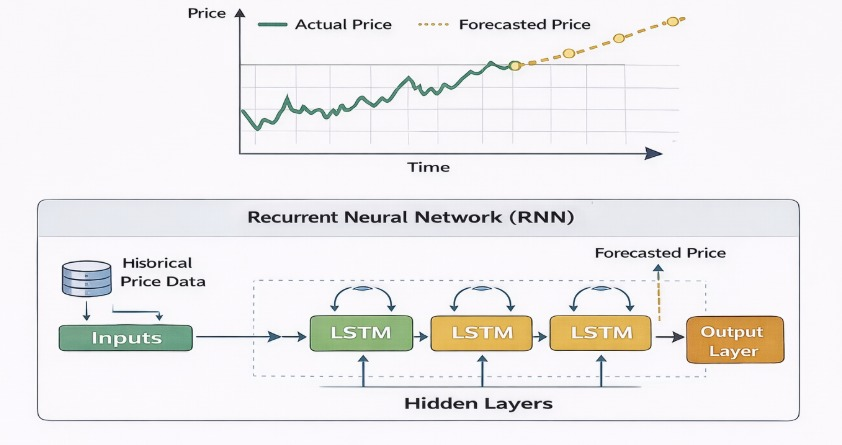 Price
Actual Price
Forecasted Price
Time
Recurrent Neural Network (RNN)
Hisbrical
Price Data
Forecasted Price
Inputs
LSTM
LSTM
LSTM
Output
Layer
Hidden Layers